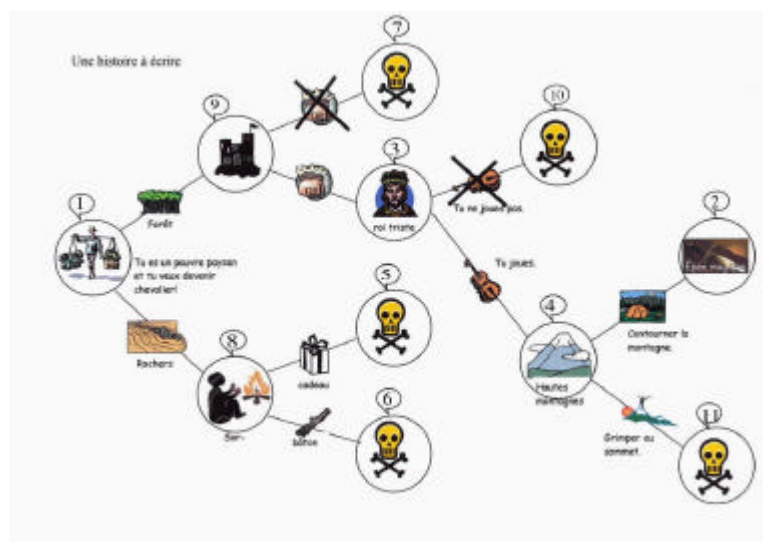 Une histoire à écrire
7
10
9
3
1
2
Forêt
Tu ne joues pas.
roi triste
Tu es un pauvre paysan
et tu veux devenir
chevalier!
Tu joues.
5
4
Rochers
8
Contourner la
montagne.
cadeau
Hautes
montagnes
6
11
bâton
Grimper au
sommet.